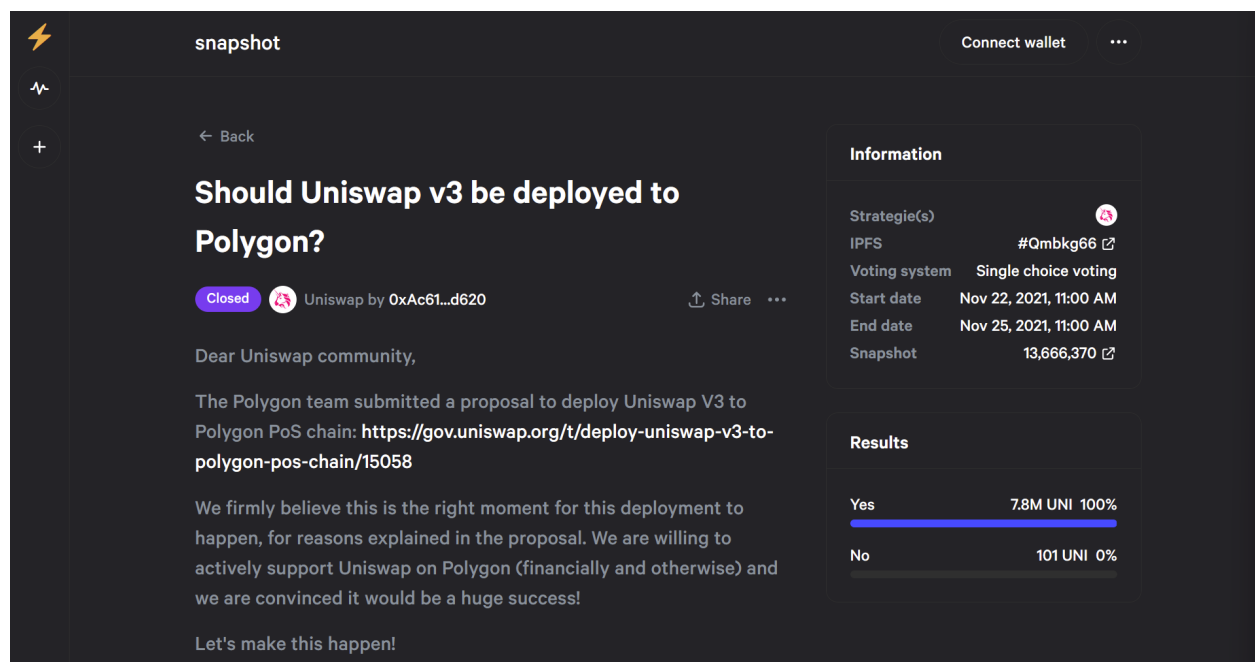 snapshot
Connect wallet
Back
Should Uniswap v3 be deployed to
Polygon?
Closed Uniswap by 0xAc61...d620
Share
Dear Uniswap community,
The Polygon team submitted a proposal to deploy Uniswap V3 to
Polygon PoS chain: https://gov.uniswap.org/t/deploy-uniswap-v3-to-
polygon-pos-chain/15058
We firmly believe this is the right moment for this deployment to
happen, for reasons explained in the proposal. We are willing to
actively support Uniswap on Polygon (financially and otherwise) and
we are convinced it would be a huge success!
Let's make this happen!
Information
Strategie(s)
IPFS #Qmbkg66
Voting system Single choice voting
Start date Nov 22, 2021, 11:00 AM
End date Nov 25, 2021, 11:00 AM
Snapshot 13,666,370
Results
Yes 7.8M UNI 100%
No 101 UNI 0%